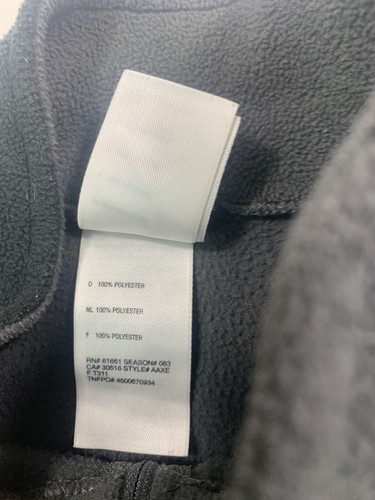 D 100% POLYESTER
NL 100% POLYESTER
F 100% POLYESTER
RN# 61661 SEASON# 083
CA# 30516 STYLE# AAXE
F T311
TNFPO# 4500670934